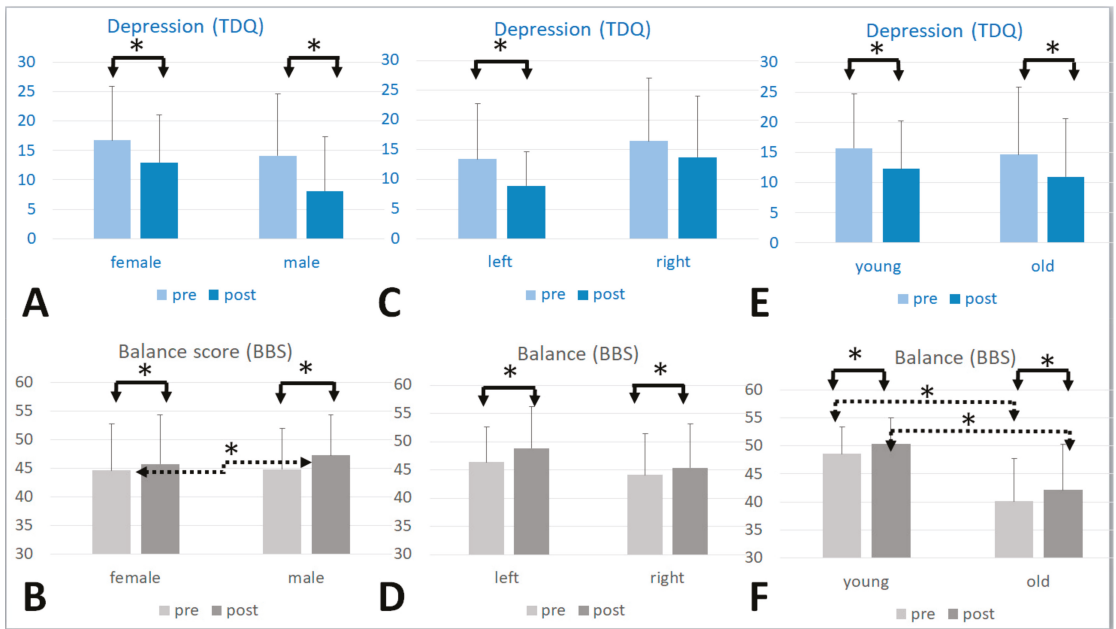 Depression (TDQ)
*
*
30
25
20
15
10
5
0
female
male
pre
post
A
Depression (TDQ)
*
30
25
20
15
10
5
0
left
right
pre
post
C
Depression (TDQ)
*
*
30
25
20
15
10
5
0
young
old
pre
post
E
Balance score (BBS)
*
*
*
60
55
50
45
40
35
30
female
male
pre
post
B
Balance (BBS)
*
*
60
55
50
45
40
35
30
left
right
pre
post
D
Balance (BBS)
*
*
*
*
60
55
50
45
40
35
30
young
old
pre
post
F